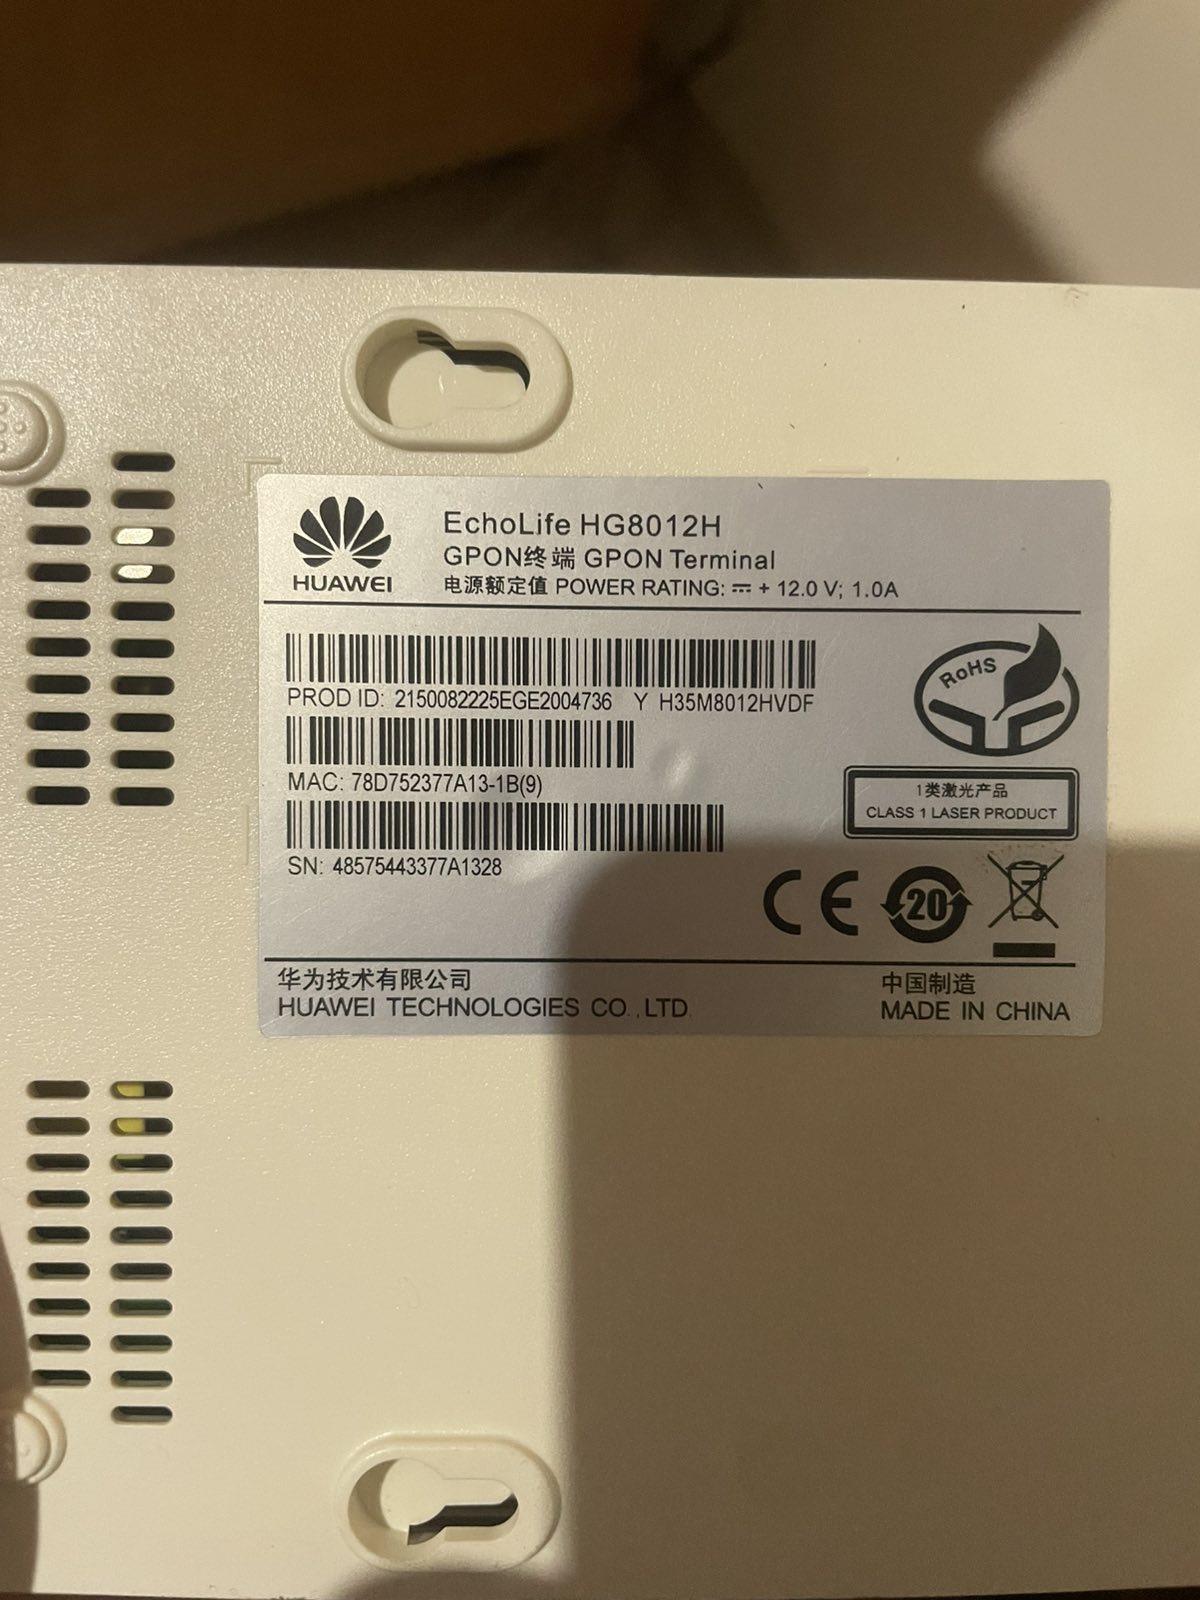 HUAWEI
EchoLife HG8012H
GPON终端 GPON Terminal
电源额定值 POWER RATING: ⎓ + 12.0 V; 1.0A
PROD ID: 2150082225EGE2004736 Y H35M8012HVDF
MAC: 78D752377A13-1B(9)
SN: 48575443377A1328
RoHS
1类激光产品
CLASS 1 LASER PRODUCT
CE
20
华为技术有限公司
HUAWEI TECHNOLOGIES CO.,LTD.
中国制造
MADE IN CHINA